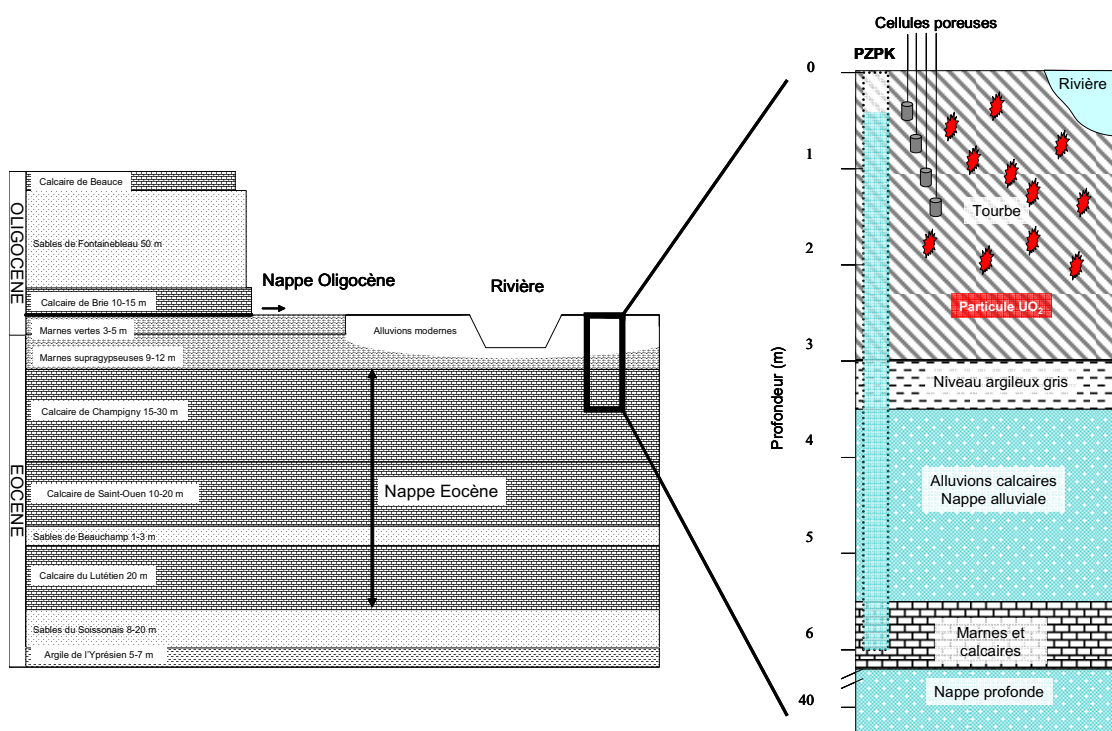 Cellules poreuses
PZPK
0
Rivière
1
Tourbe
2
Particule UO2
3
Niveau argileux gris
Profondeur (m)
4
Alluvions calcaires
Nappe alluviale
5
6
Marnes et
calcaires
Nappe profonde
40
OLIGOCENE
Calcaire de Beauce
Sables de Fontainebleau 50 m
Calcaire de Brie 10-15 m
Nappe Oligocène
Rivière
EOCENE
Marnes vertes 3-5 m
Alluvions modernes
Marnes supragypseuses 9-12 m
Calcaire de Champigny 15-30 m
Calcaire de Saint-Ouen 10-20 m
Nappe Eocène
Sables de Beauchamp 1-3 m
Calcaire du Lutétien 20 m
Sables du Soissonais 8-20 m
Argile de l'Yprésien 5-7 m